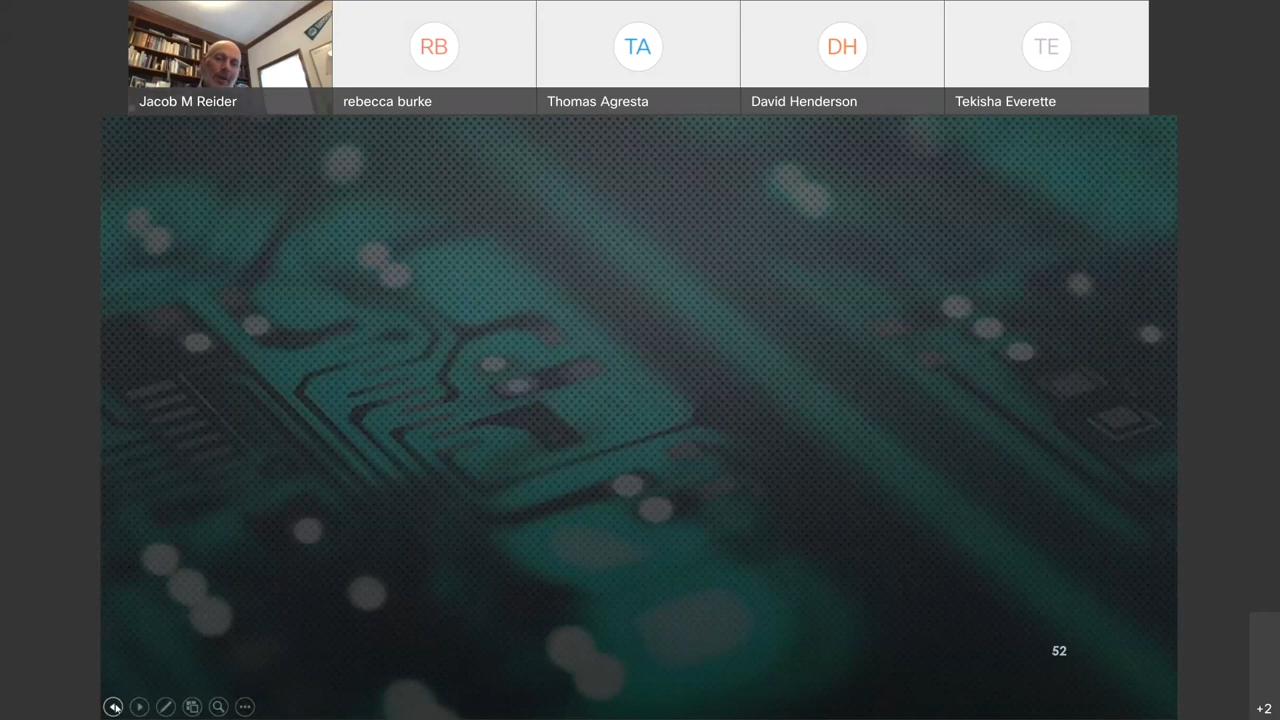 RB
TA
DH
TE
Jacob M Reider
rebecca burke
Thomas Agresta
David Henderson
Tekisha Everette
52
+2